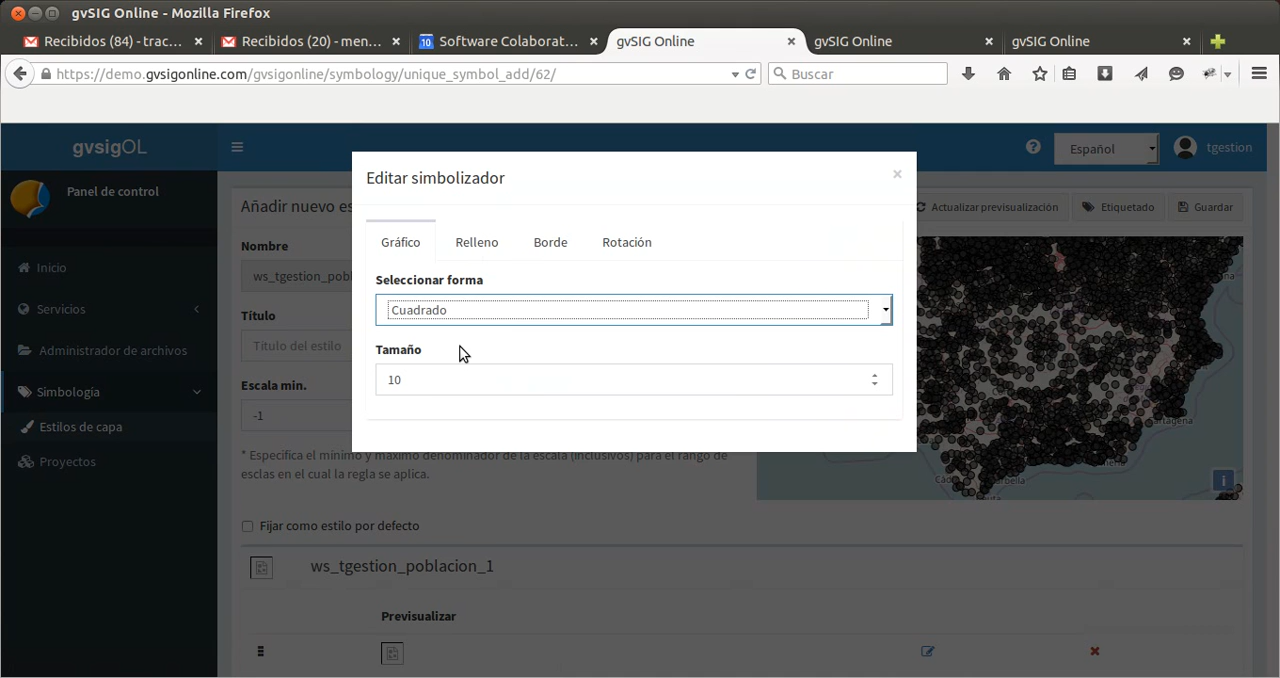 gvSIG Online - Mozilla Firefox
Recibidos (84) - trac...
Recibidos (20) - men...
10 Software Colaborat...
gvSIG Online
gvSIG Online
gvSIG Online
https://demo.gvsigonline.com/gvsigonline/symbology/unique_symbol_add/62/
Buscar
gvsigOL
Español
tgestion
Panel de control
Inicio
Servicios
Administrador de archivos
Simbología
Estilos de capa
Proyectos
Añadir nuevo es
Actualizar previsualización
Etiquetado
Guardar
Nombre
ws_tgestion_pobl
Título
Título del estilo
Escala min.
-1
* Especifica el mínimo y máximo denominador de la escala (inclusivos) para el rango de
esclas en el cual la regla se aplica.
Fijar como estilo por defecto
Editar simbolizador
×
Gráfico
Relleno
Borde
Rotación
Seleccionar forma
Cuadrado
Tamaño
10
Cartagena
i
ws_tgestion_poblacion_1
Previsualizar